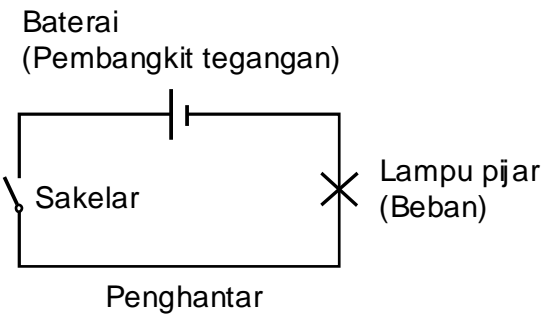 Baterai
(Pembangkit tegangan)
Sakelar
Lampu pijar
(Beban)
Penghantar